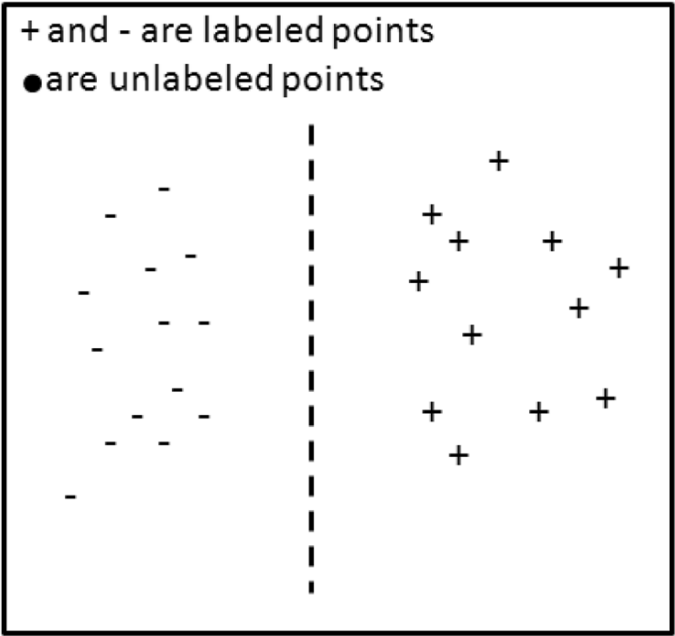 + and - are labeled points
●are unlabeled points